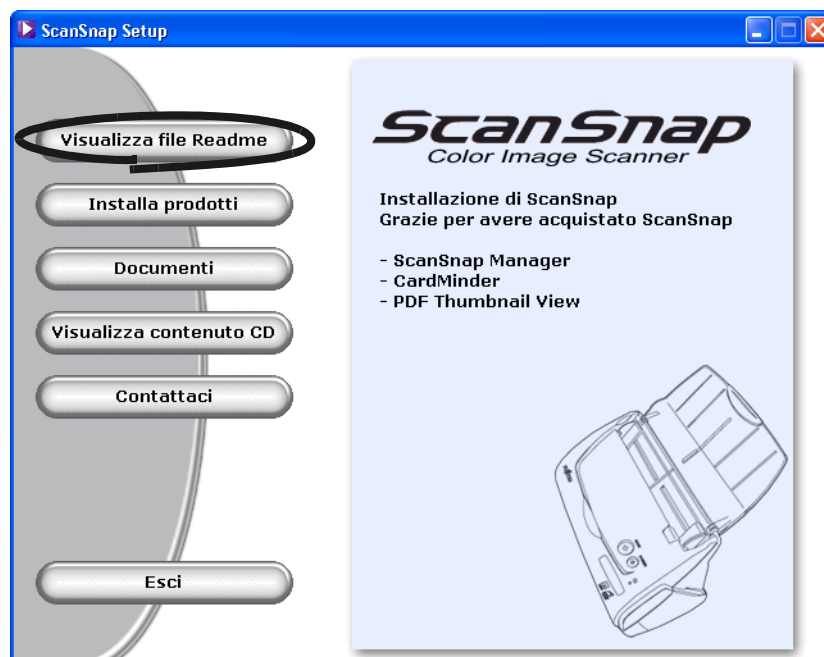 ScanSnap Setup
Visualizza file Readme
Installa prodotti
Documenti
Visualizza contenuto CD
Contattaci
Esci
ScanSnap
Color Image Scanner
Installazione di ScanSnap
Grazie per avere acquistato ScanSnap
- ScanSnap Manager
- CardMinder
- PDF Thumbnail View